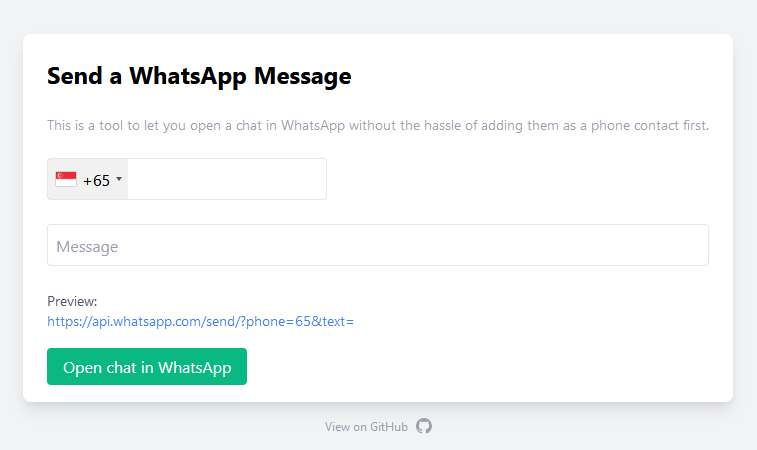 Send a WhatsApp Message
This is a tool to let you open a chat in WhatsApp without the hassle of adding them as a phone contact first.
+65
Message
Preview:
https://api.whatsapp.com/send/?phone=65&text=
Open chat in WhatsApp
View on GitHub